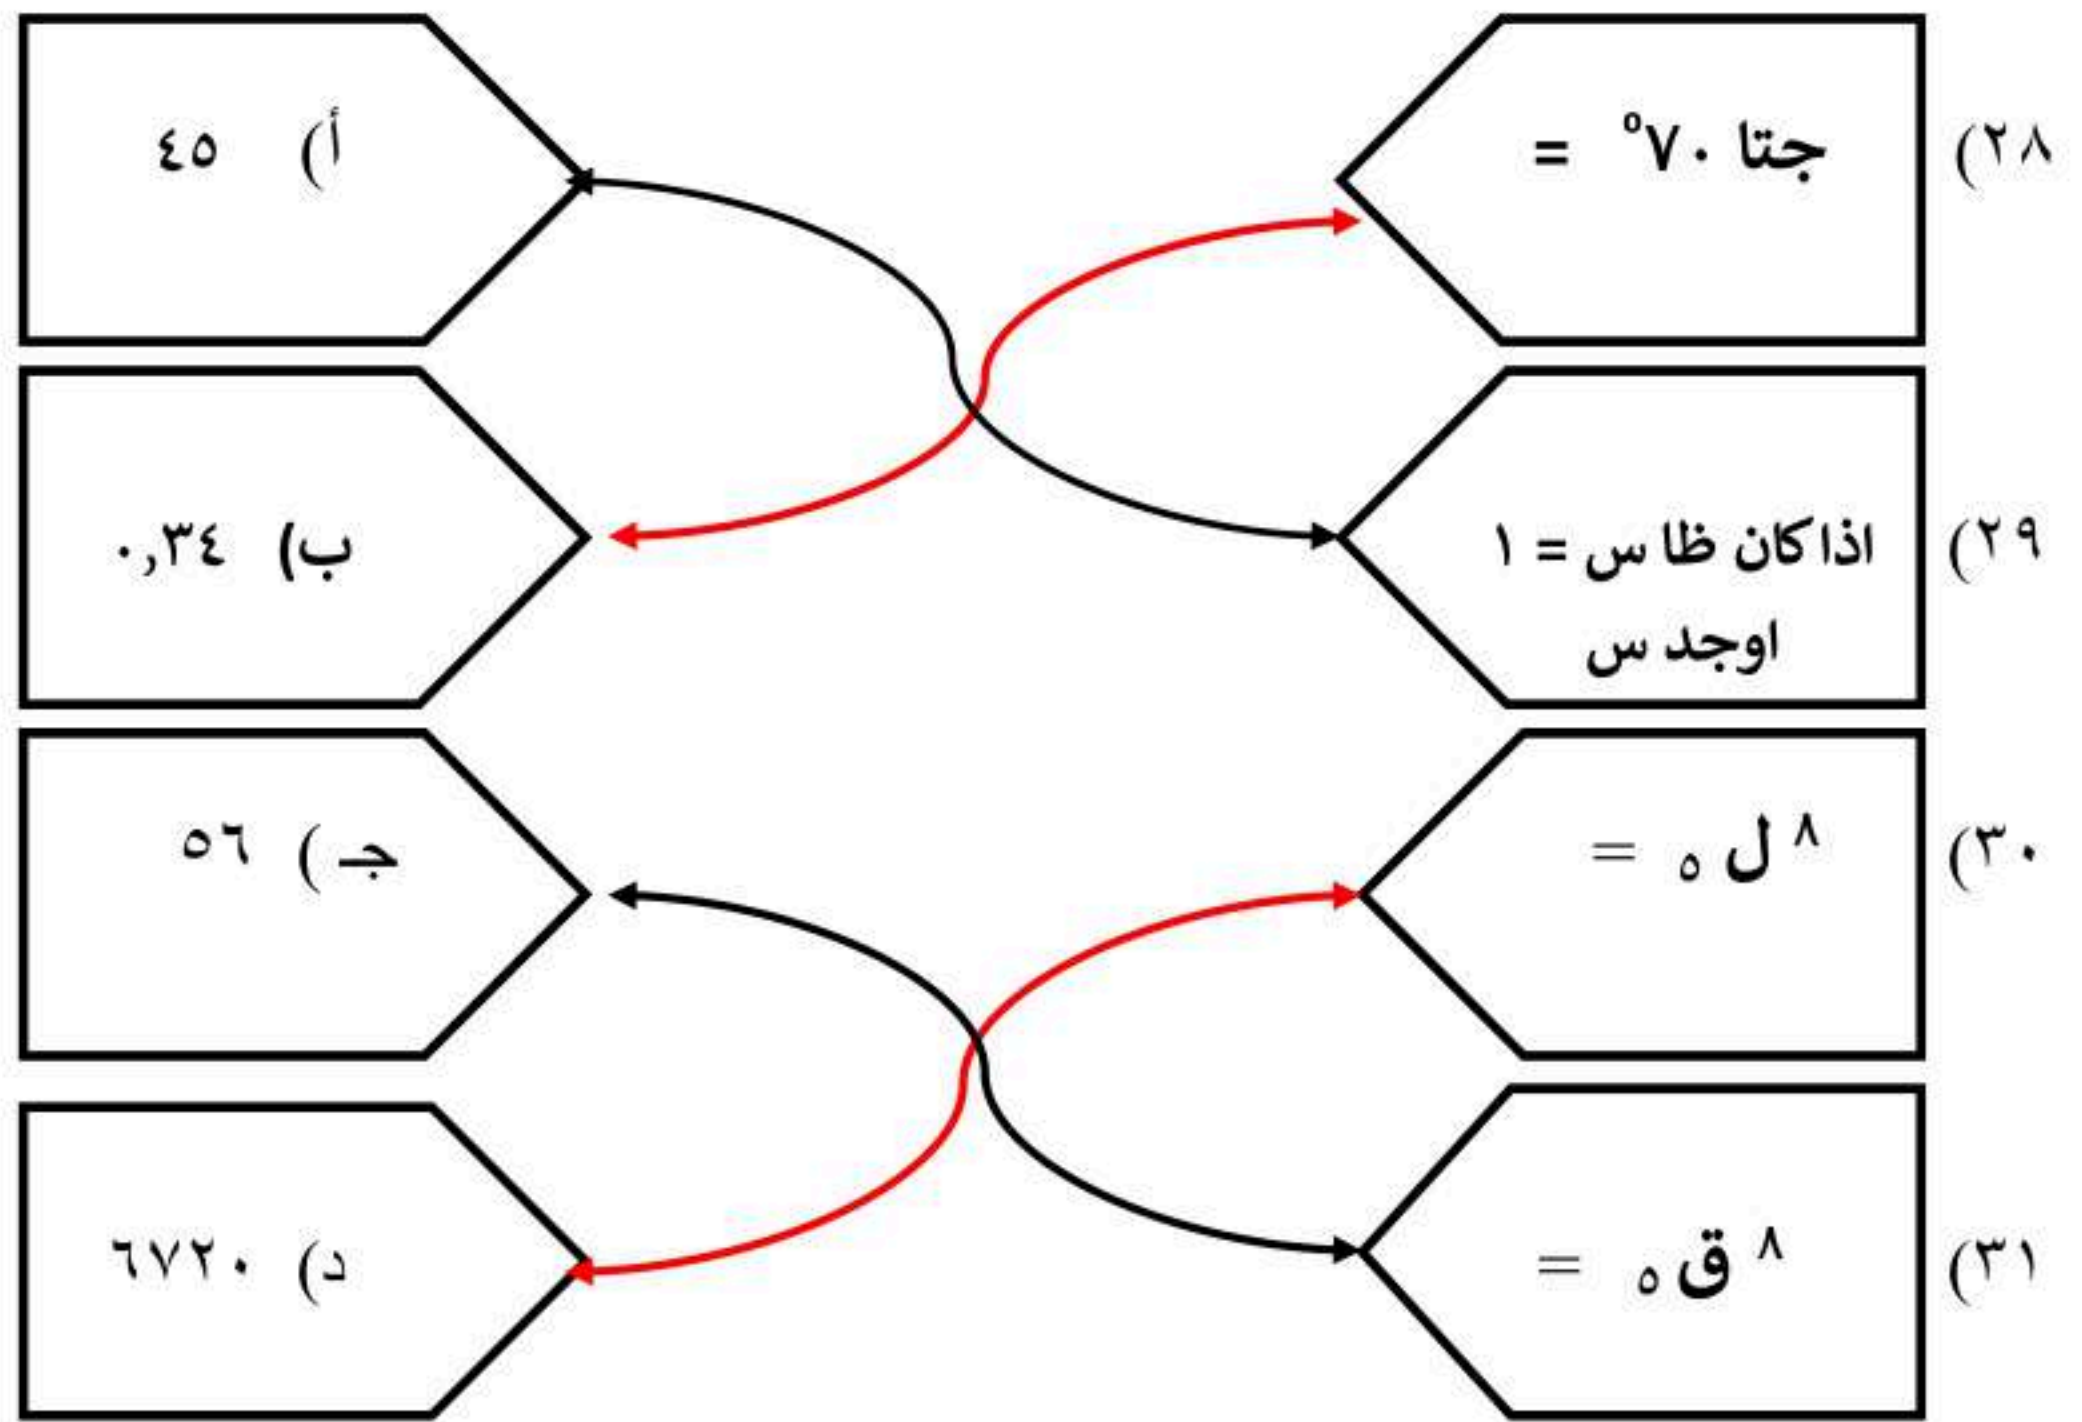 ٢٨) جتا ٧٠° =
أ) ٤٥
٢٩) اذا كان ظا س = ١
اوجد س
ب) ٠,٣٤
٣٠) ٨ ل ٥ =
جـ) ٥٦
٣١) ٨ ق ٥ =
د) ٦٧٢٠